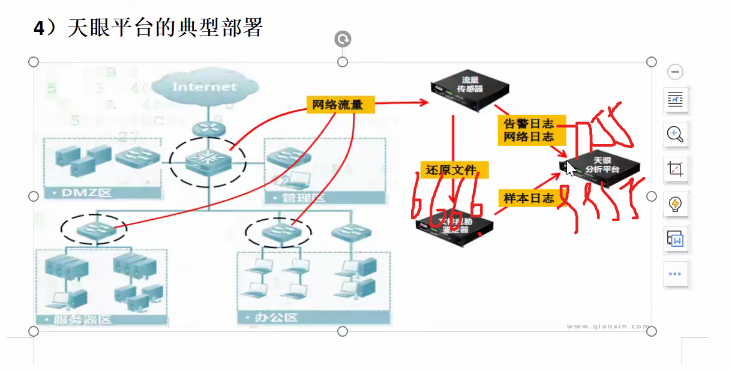 4）天眼平台的典型部署
Internet
网络流量
流量
传感器
告警日志
网络日志
天眼
分析平台
还原文件
样本日志
·DMZ区
·管理区
·服务器区
·办公区
www.qianxin.com